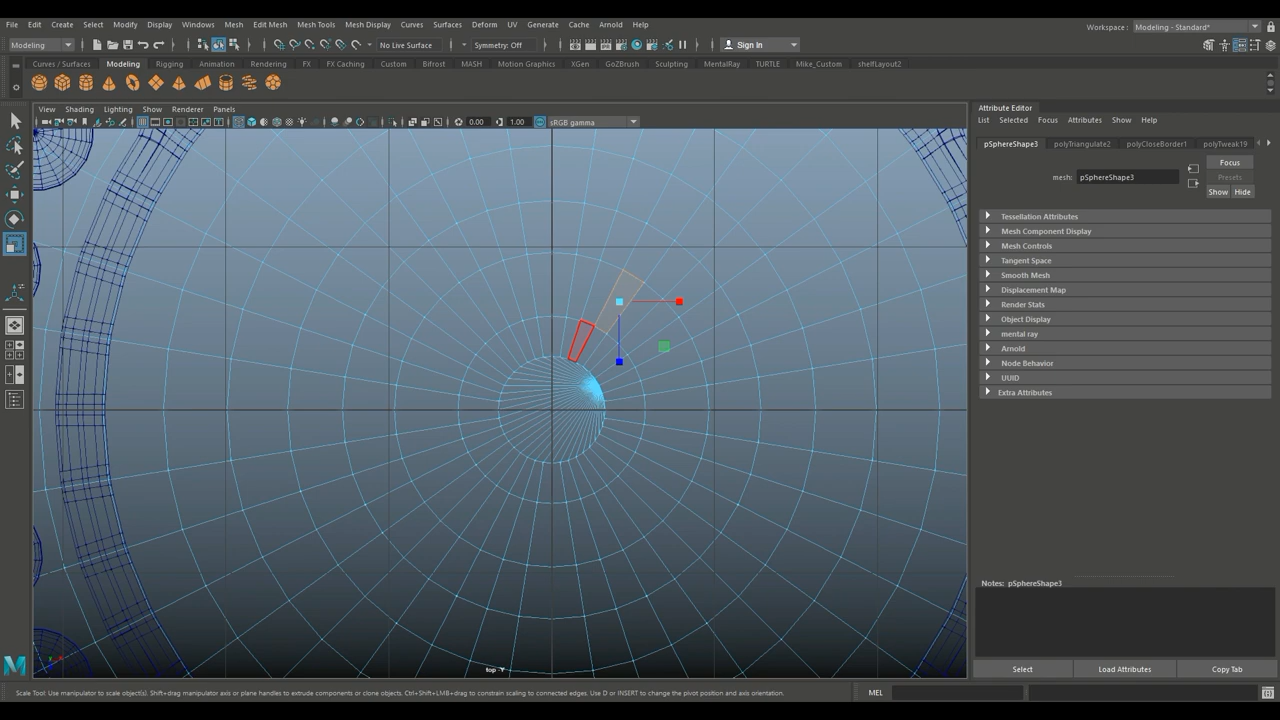 File Edit Create Select Modify Display Windows Mesh Edit Mesh Mesh Tools Mesh Display Curves Surfaces Deform UV Generate Cache Arnold Help
Workspace : Modeling - Standard*
Modeling No Live Surface Symmetry: Off Sign In
Curves / Surfaces Modeling Rigging Animation Rendering FX FX Caching Custom Bifrost MASH Motion Graphics XGen GoZBrush Sculpting MentalRay TURTLE Mike_Custom shelfLayout2
View Shading Lighting Show Renderer Panels
0.00 1.00 sRGB gamma
top -Y
Attribute Editor
List Selected Focus Attributes Show Help
pSphereShape3 polyTriangulate2 polyCloseBorder1 polyTweak19
Focus
mesh: pSphereShape3 Presets
Show Hide
Tessellation Attributes
Mesh Component Display
Mesh Controls
Tangent Space
Smooth Mesh
Displacement Map
Render Stats
Object Display
mental ray
Arnold
Node Behavior
UUID
Extra Attributes
Notes: pSphereShape3
Select Load Attributes Copy Tab
Scale Tool: Use manipulator to scale object(s). Shift+drag manipulator axis or plane handles to extrude components or clone objects. Ctrl+Shift+LMB+drag to constrain scaling to connected edges. Use D or INSERT to change the pivot position and axis orientation. MEL